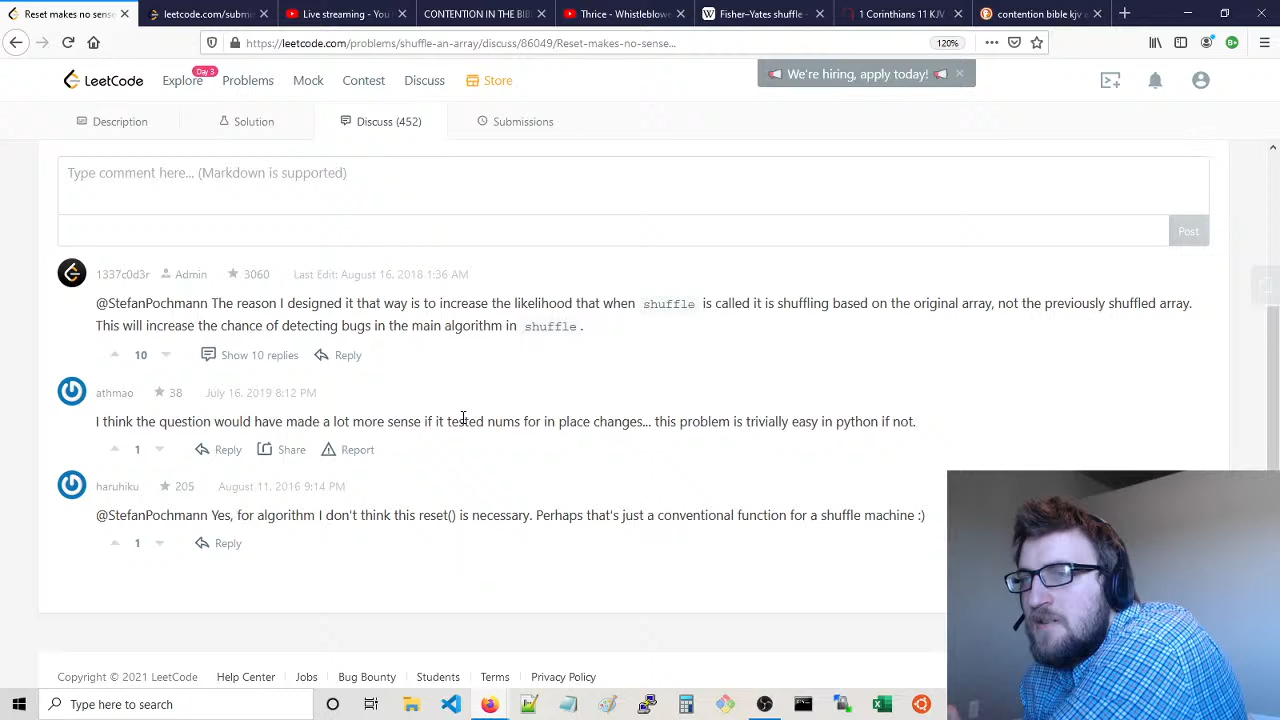 Reset makes no sense
leetcode.com/subm
Live streaming - You
CONTENTION IN THE BIB
Thrice - Whistleblowe
Fisher–Yates shuffle -
1 Corinthians 11 KJV
contention bible kjv
https://leetcode.com/problems/shuffle-an-array/discuss/86049/Reset-makes-no-sense...
120%
LeetCode
Explore
Day 3
Problems
Mock
Contest
Discuss
Store
We're hiring, apply today!
Description
Solution
Discuss (452)
Submissions
Type comment here... (Markdown is supported)
Post
1337c0d3r Admin 3060 Last Edit: August 16, 2018 1:36 AM
@StefanPochmann The reason I designed it that way is to increase the likelihood that when shuffle is called it is shuffling based on the original array, not the previously shuffled array.
This will increase the chance of detecting bugs in the main algorithm in shuffle.
10 Show 10 replies Reply
athmao 38 July 16, 2019 8:12 PM
I think the question would have made a lot more sense if it tested nums for in place changes... this problem is trivially easy in python if not.
1 Reply Share Report
haruhiku 205 August 11, 2016 9:14 PM
@StefanPochmann Yes, for algorithm I don't think this reset() is necessary. Perhaps that's just a conventional function for a shuffle machine :)
1 Reply
Copyright © 2021 LeetCode
Help Center
Jobs
Bug Bounty
Students
Terms
Privacy Policy
Type here to search